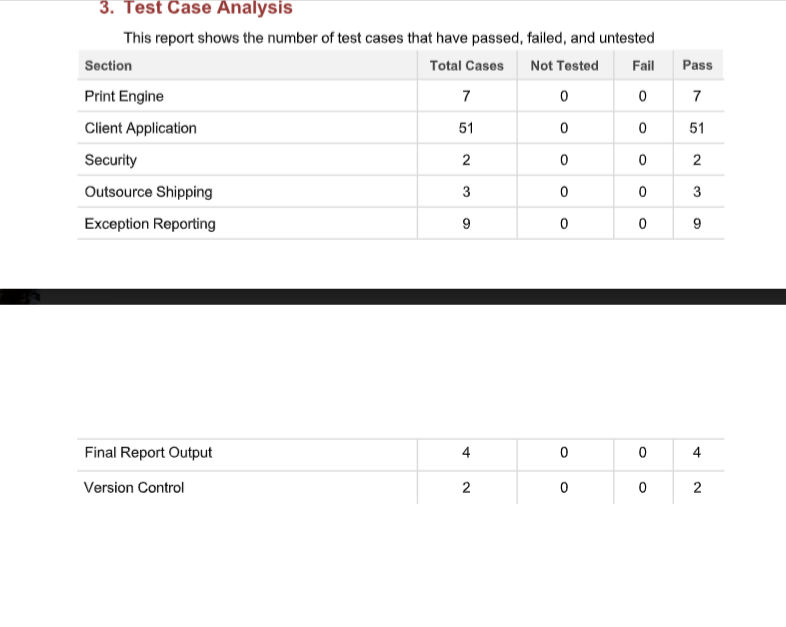 3. Test Case Analysis
This report shows the number of test cases that have passed, failed, and untested
Section Total Cases Not Tested Fail Pass
Print Engine 7 0 0 7
Client Application 51 0 0 51
Security 2 0 0 2
Outsource Shipping 3 0 0 3
Exception Reporting 9 0 0 9
Final Report Output 4 0 0 4
Version Control 2 0 0 2